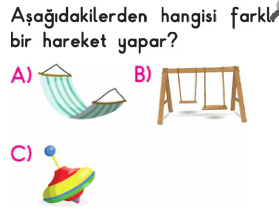 Aşağıdakilerden hangisi farklı
bir hareket yapar?
A) B)
C)